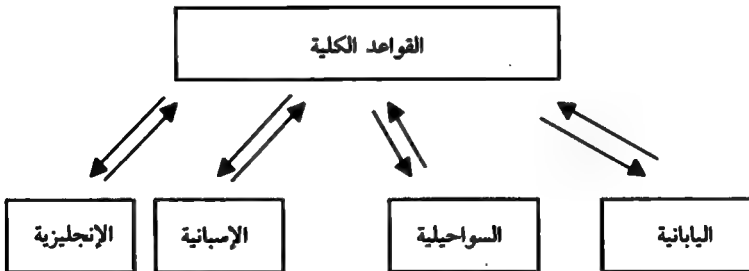 القواعد الكلية
اليابانية
السواحيلية
الإسبانية
الإنجليزية